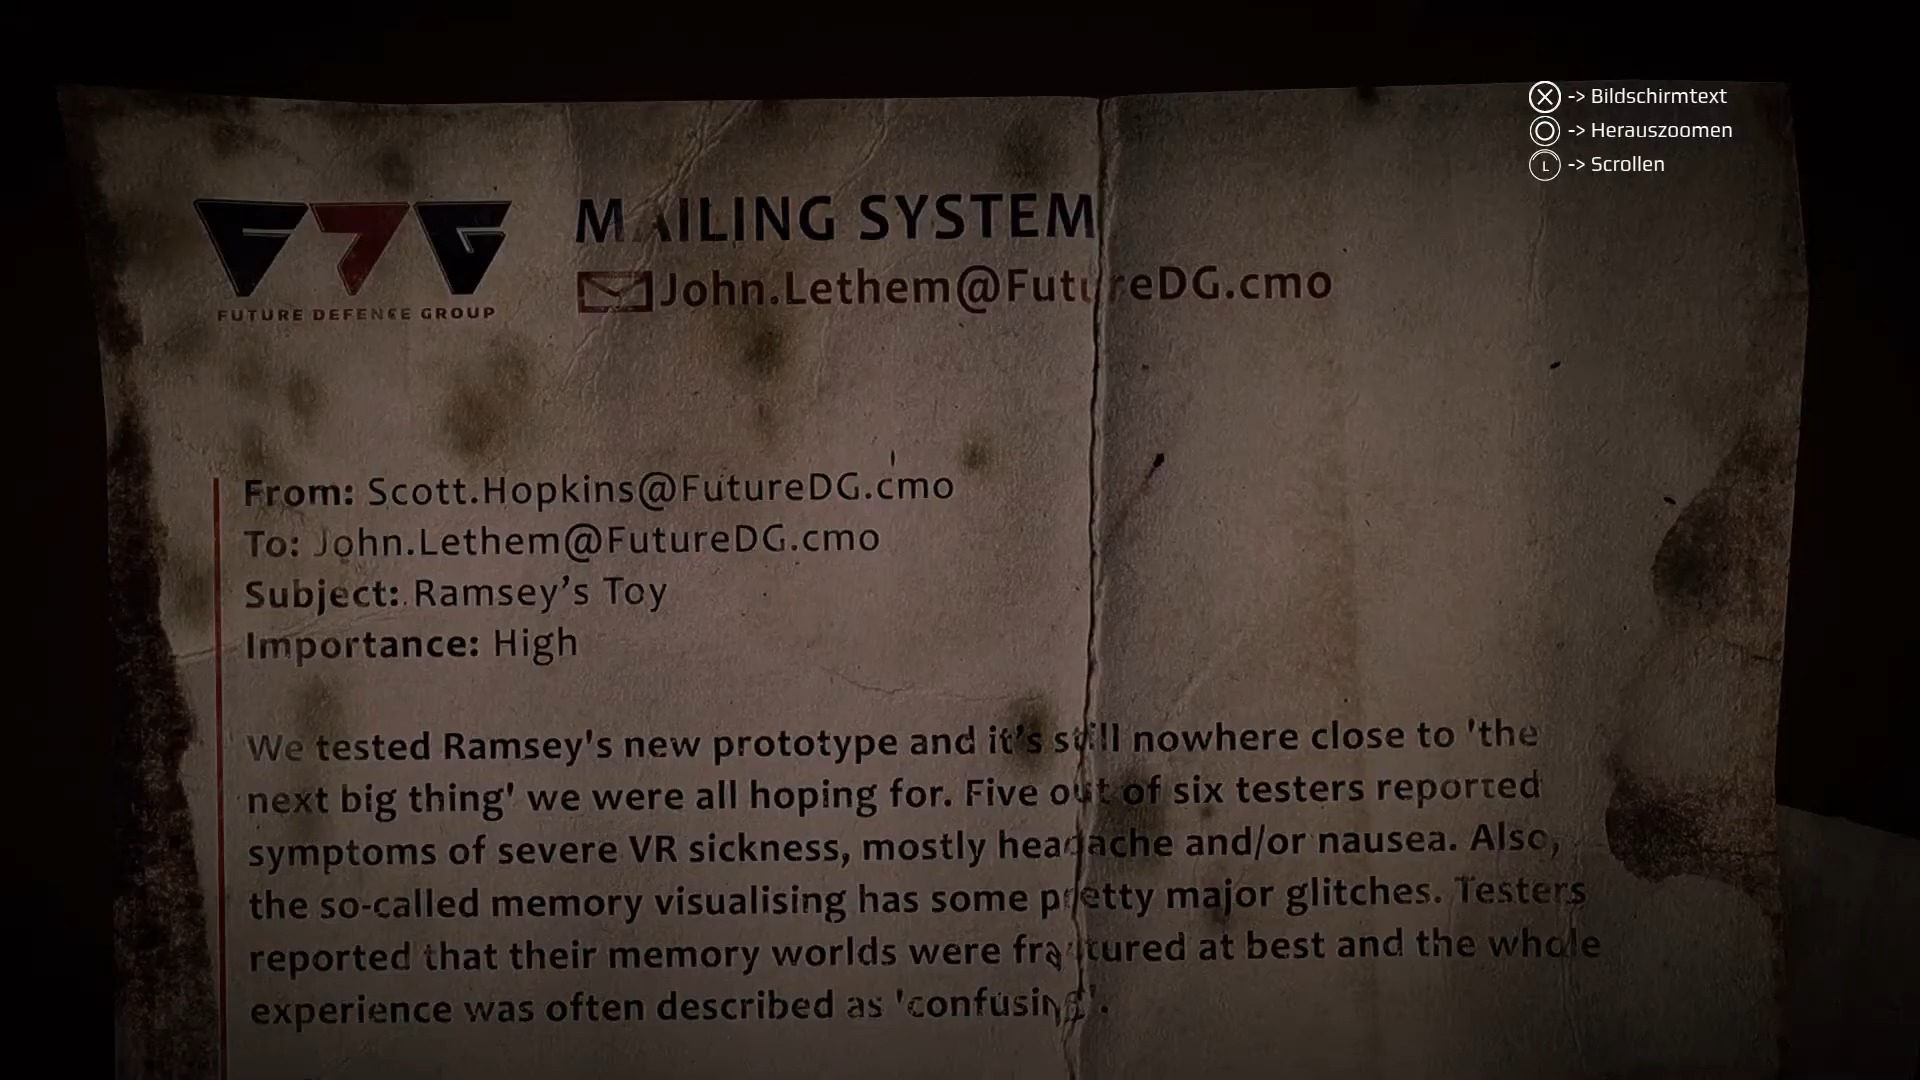 -> Bildschirmtext
-> Herauszoomen
L -> Scrollen
FUTURE DEFENCE GROUP
MAILING SYSTEM
John.Lethem@FutureDG.cmo
From: Scott.Hopkins@FutureDG.cmo
To: John.Lethem@FutureDG.cmo
Subject: Ramsey's Toy
Importance: High
We tested Ramsey's new prototype and it's still nowhere close to 'the
next big thing' we were all hoping for. Five out of six testers reported
symptoms of severe VR sickness, mostly headache and/or nausea. Also,
the so-called memory visualising has some pretty major glitches. Testers
reported that their memory worlds were fractured at best and the whole
experience was often described as 'confusing'.